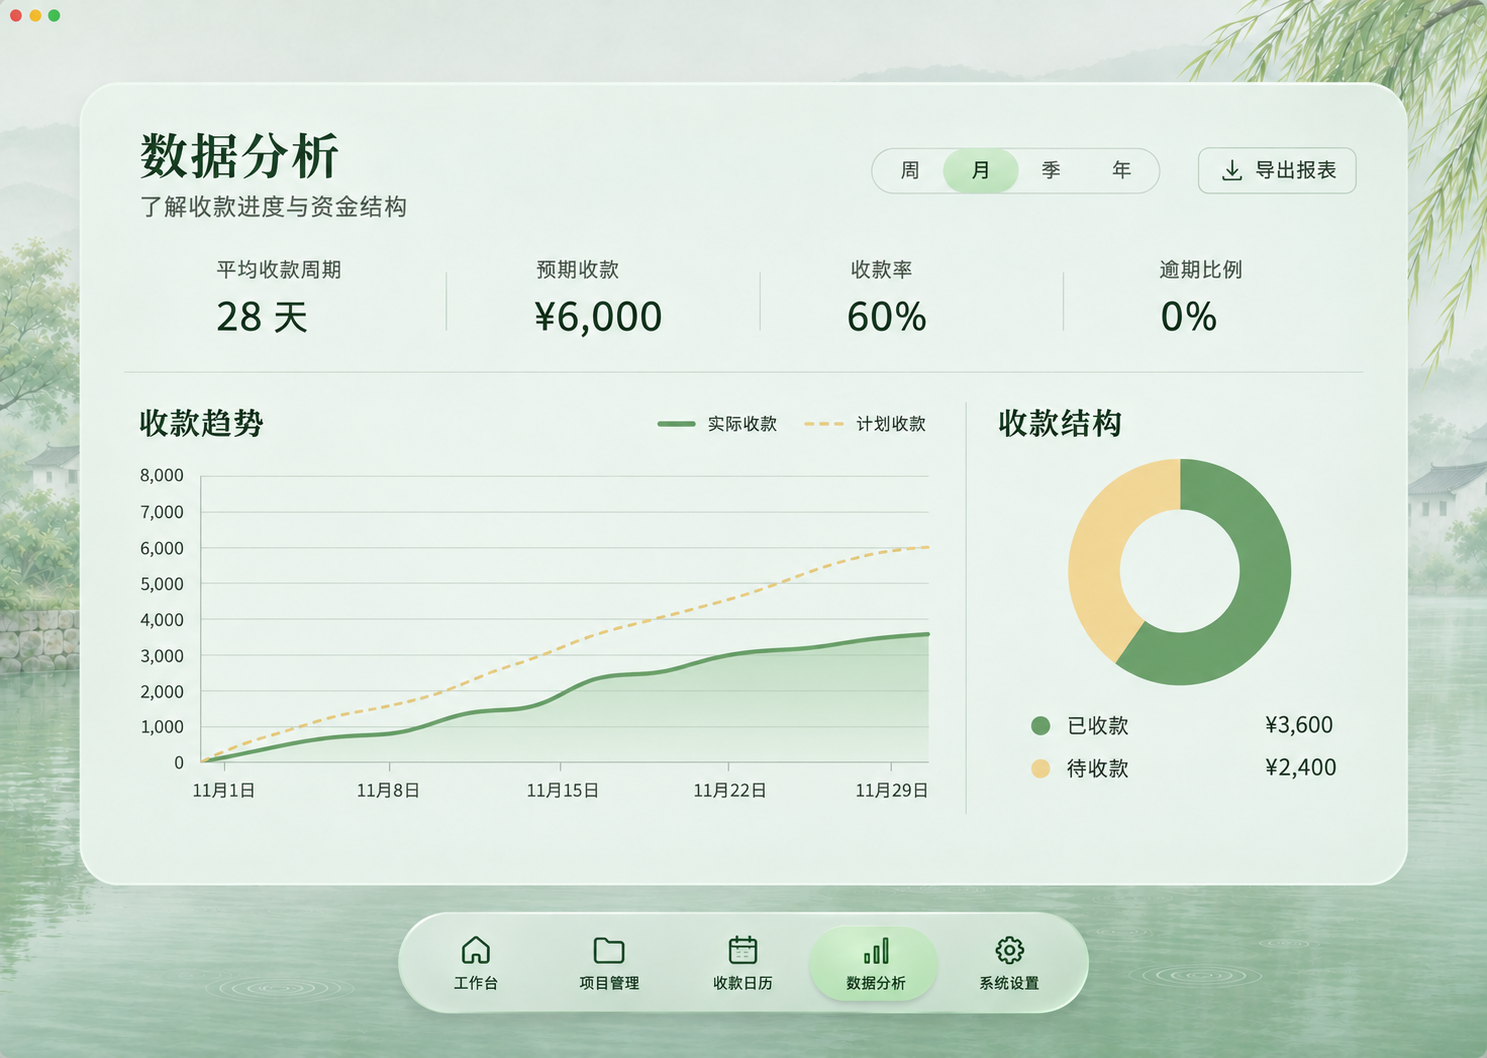 数据分析
了解收款进度与资金结构
周 月 季 年
导出报表
平均收款周期
28 天
预期收款
¥6,000
收款率
60%
逾期比例
0%
收款趋势
实际收款
计划收款
8,000
7,000
6,000
5,000
4,000
3,000
2,000
1,000
0
11月1日 11月8日 11月15日 11月22日 11月29日
收款结构
已收款 ¥3,600
待收款 ¥2,400
工作台 项目管理 收款日历 数据分析 系统设置